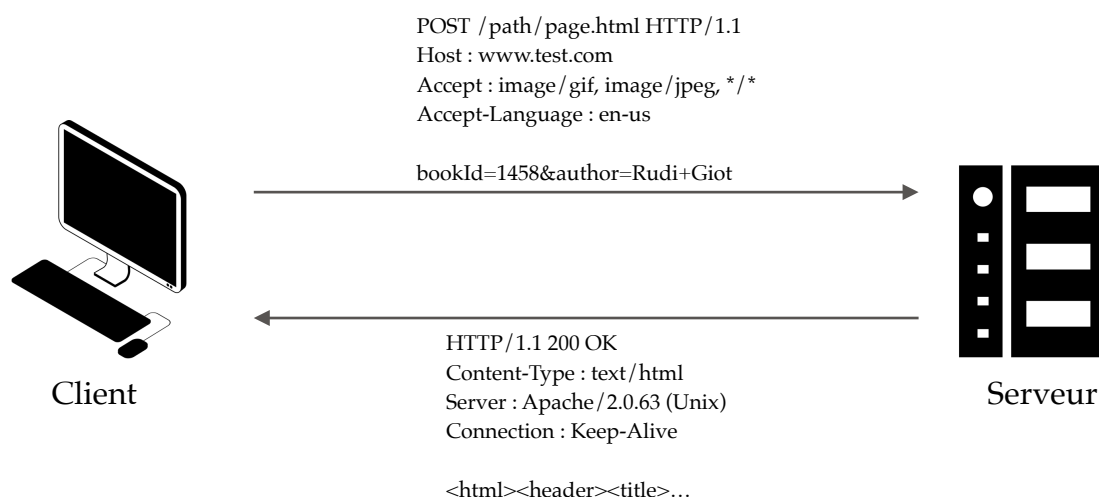 POST /path/page.html HTTP/1.1
Host : www.test.com
Accept : image/gif, image/jpeg, */*
Accept-Language : en-us
bookId=1458&author=Rudi+Giot
Client
Serveur
HTTP/1.1 200 OK
Content-Type : text/html
Server : Apache/2.0.63 (Unix)
Connection : Keep-Alive
<html><header><title>…